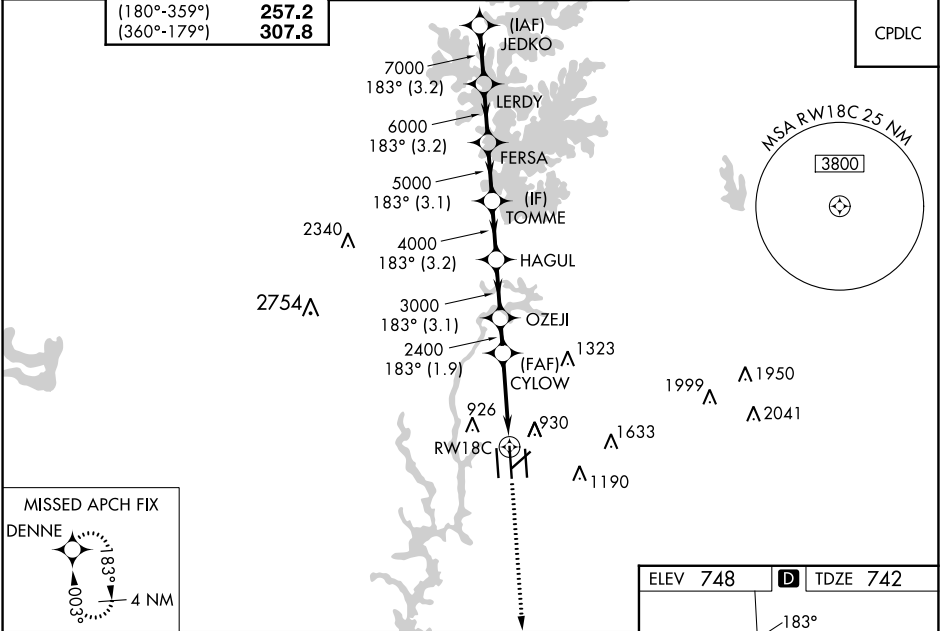 (180°-359°) 257.2
(360°-179°) 307.8
CPDLC
(IAF)
JEDKO
7000
183° (3.2)
LERDY
6000
183° (3.2)
FERSA
5000
183° (3.1)
(IF)
TOMME
4000
183° (3.2)
HAGUL
3000
183° (3.1)
OZEJI
2400
183° (1.9)
(FAF)
CYLOW
MSA RW18C 25 NM
3800
2340
2754
1323
1950
1999
2041
926
930
1633
RW18C
1190
MISSED APCH FIX
DENNE
183°
003°
4 NM
ELEV 748 D TDZE 742
183°